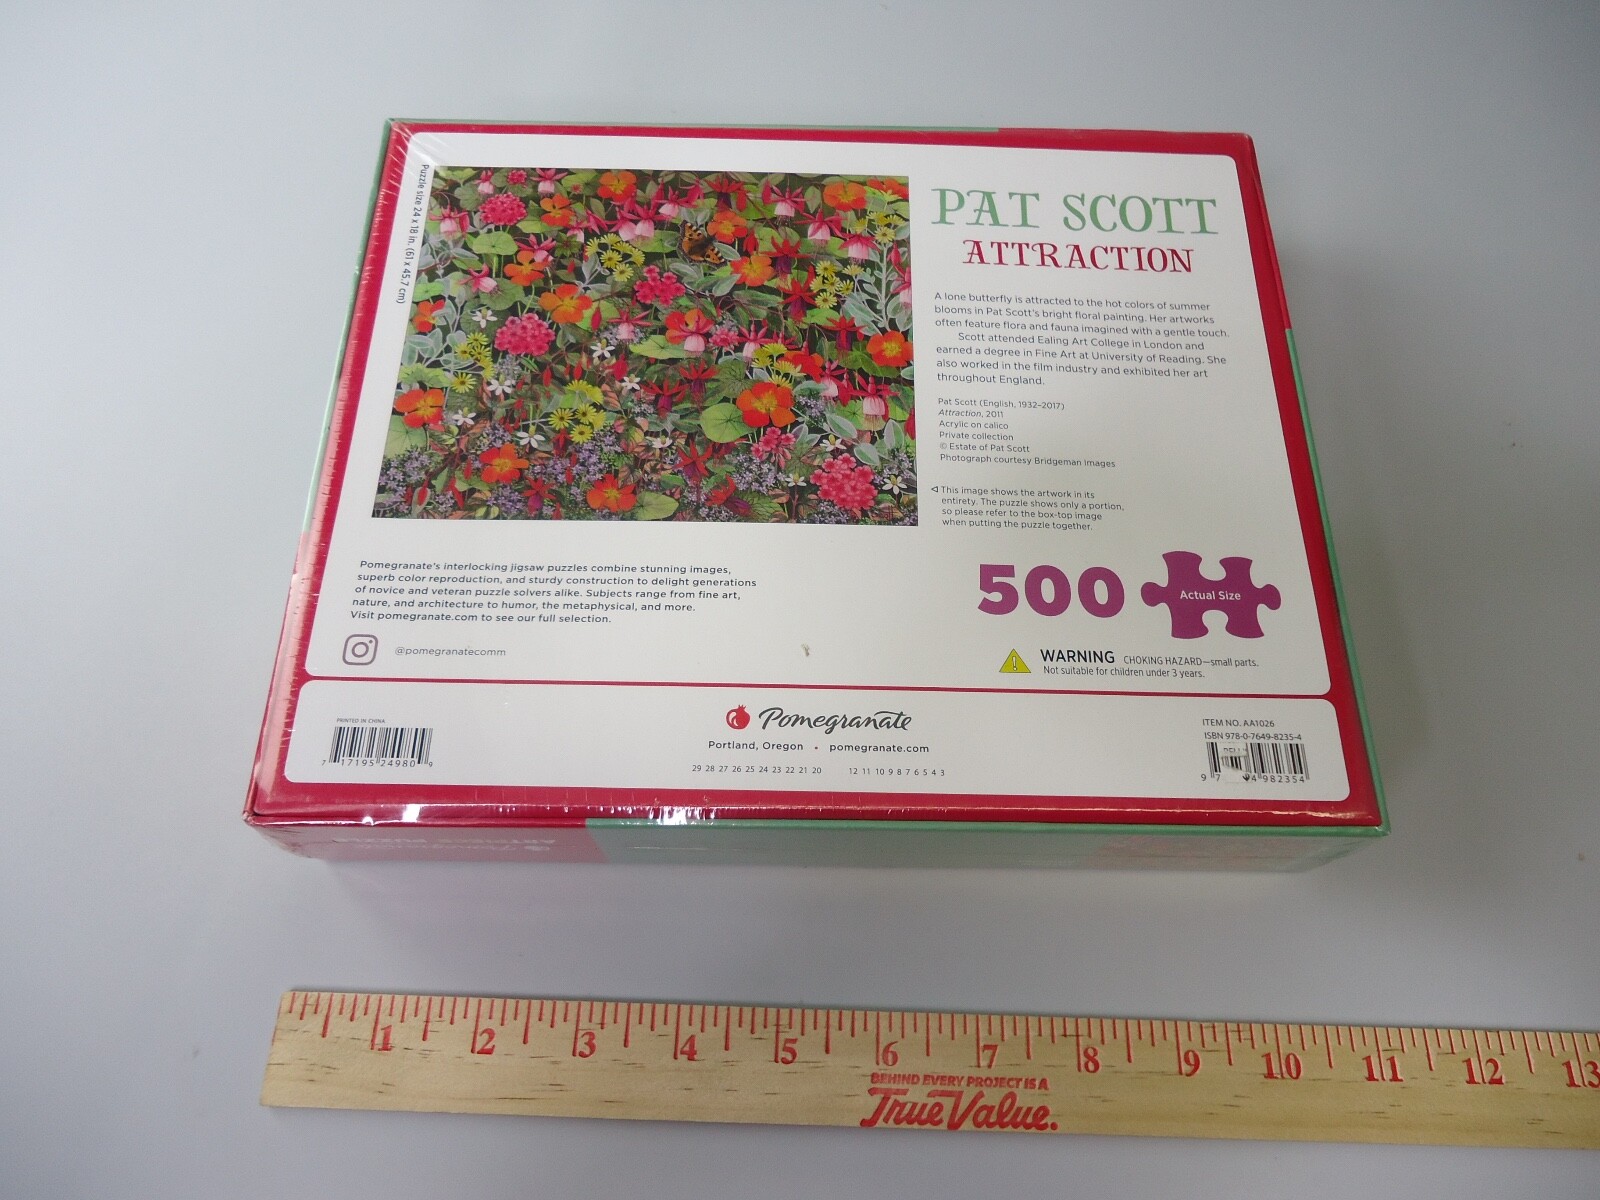 Puzzle size 24 x 18 in. (61 x 45.7 cm)
PAT SCOTT
ATTRACTION
A lone butterfly is attracted to the hot colors of summer
blooms in Pat Scott's bright floral painting. Her artworks
often feature flora and fauna imagined with a gentle touch.
Scott attended Ealing Art College in London and
earned a degree in Fine Art at University of Reading. She
also worked in the film industry and exhibited her art
throughout England.
Pat Scott (English, 1932–2017)
Attraction, 2011
Acrylic on calico
Private collection
© Estate of Pat Scott
Photograph courtesy Bridgeman Images
◁ This image shows the artwork in its
entirety. The puzzle shows only a portion,
so please refer to the box-top image
when putting the puzzle together.
Pomegranate's interlocking jigsaw puzzles combine stunning images,
superb color reproduction, and sturdy construction to delight generations
of novice and veteran puzzle solvers alike. Subjects range from fine art,
nature, and architecture to humor, the metaphysical, and more.
Visit pomegranate.com to see our full selection.
@pomegranatecomm
500
Actual Size
WARNING CHOKING HAZARD—small parts.
Not suitable for children under 3 years.
PRINTED IN CHINA
7 17195 24980 9
Pomegranate
Portland, Oregon • pomegranate.com
29 28 27 26 25 24 23 22 21 20 12 11 10 9 8 7 6 5 4 3
ITEM NO. AA1026
ISBN 978-0-7649-8235-4
9 7 4 982354
Pomegranate
PUZZLE
1 2 3 4 5 6 7 8 9 10 11 12 13
BEHIND EVERY PROJECT IS A
True Value.